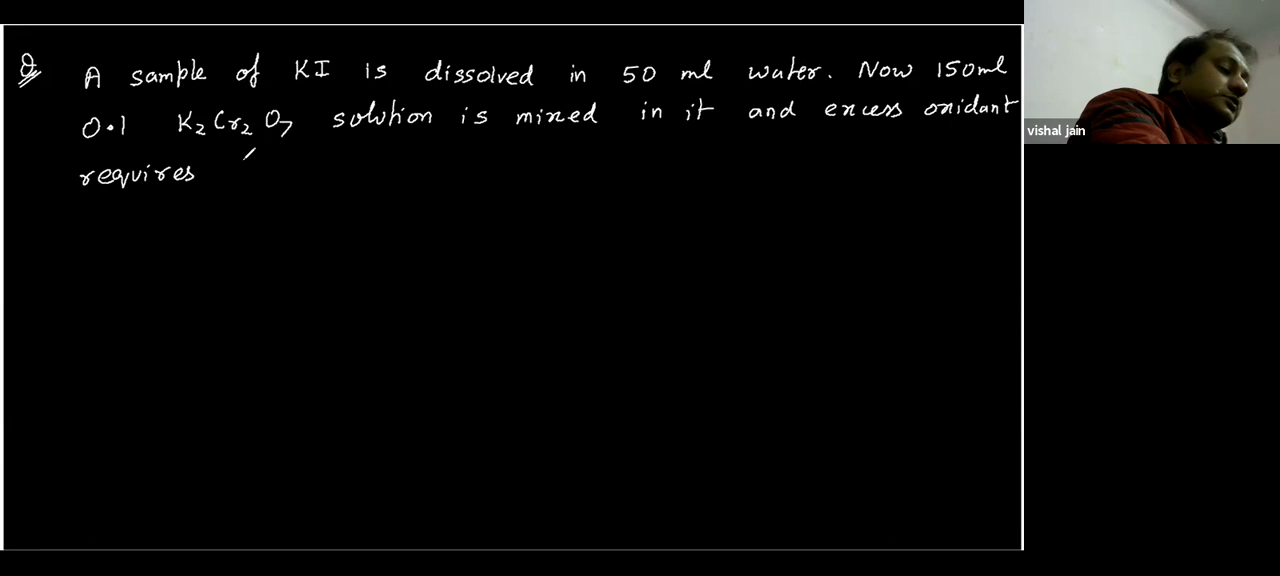 Q A sample of KI is dissolved in 50 ml water. Now 150ml
0.1 K₂Cr₂O₇ solution is mixed in it and excess oxidant
requires
vishal jain